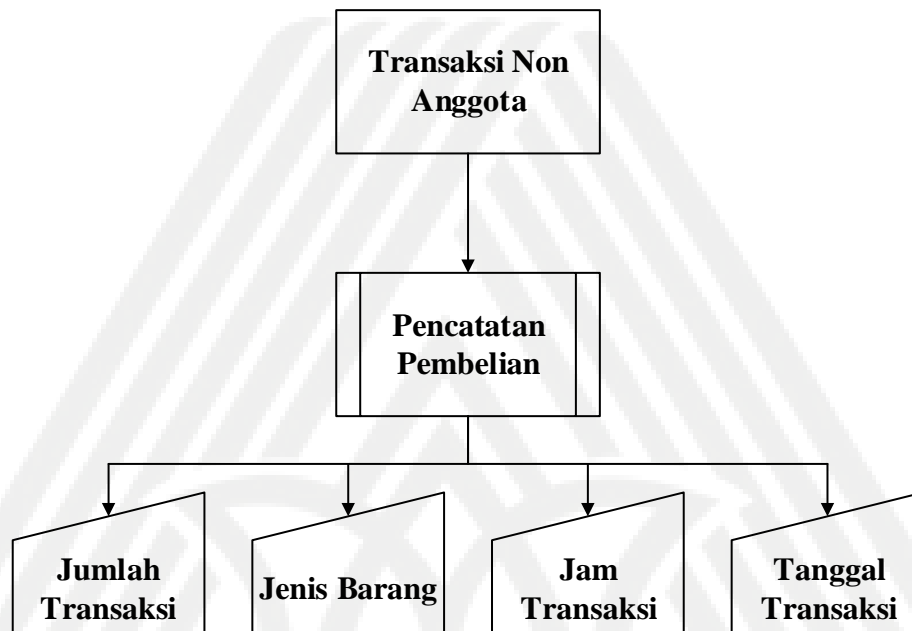 Transaksi Non
Anggota
Pencatatan
Pembelian
Jumlah
Transaksi
Jenis Barang
Jam
Transaksi
Tanggal
Transaksi